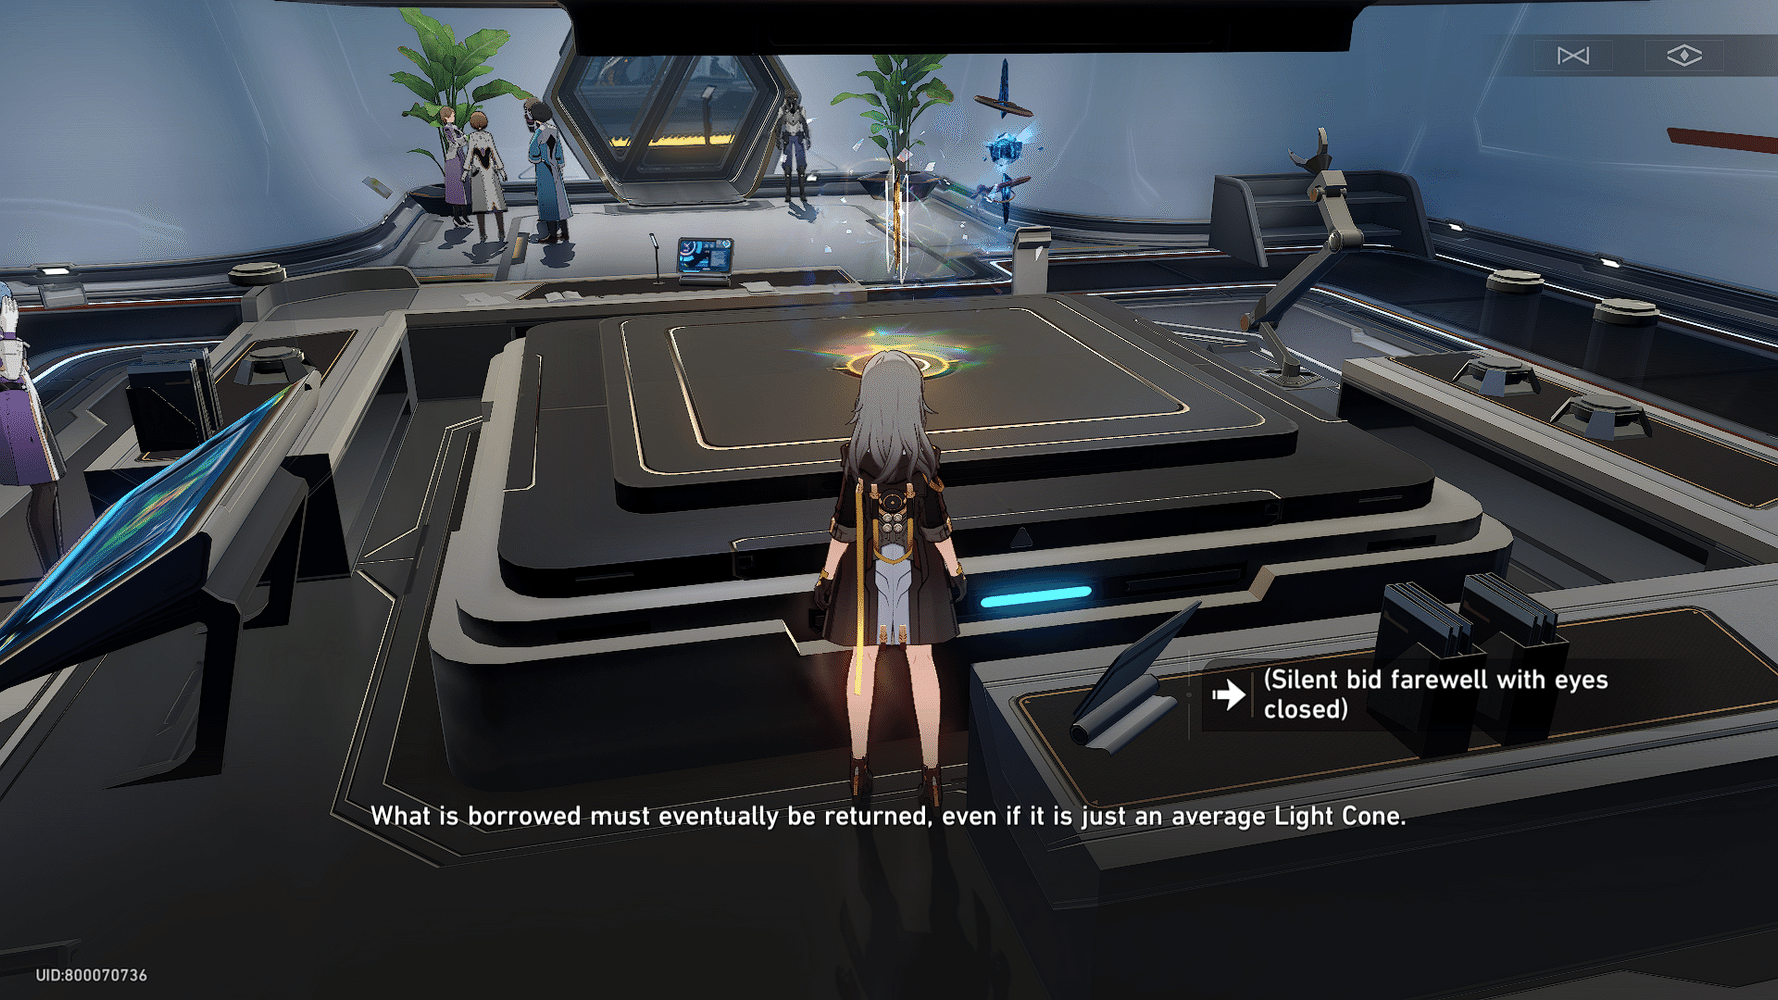 (Silent bid farewell with eyes
closed)
What is borrowed must eventually be returned, even if it is just an average Light Cone.
UID:800070736